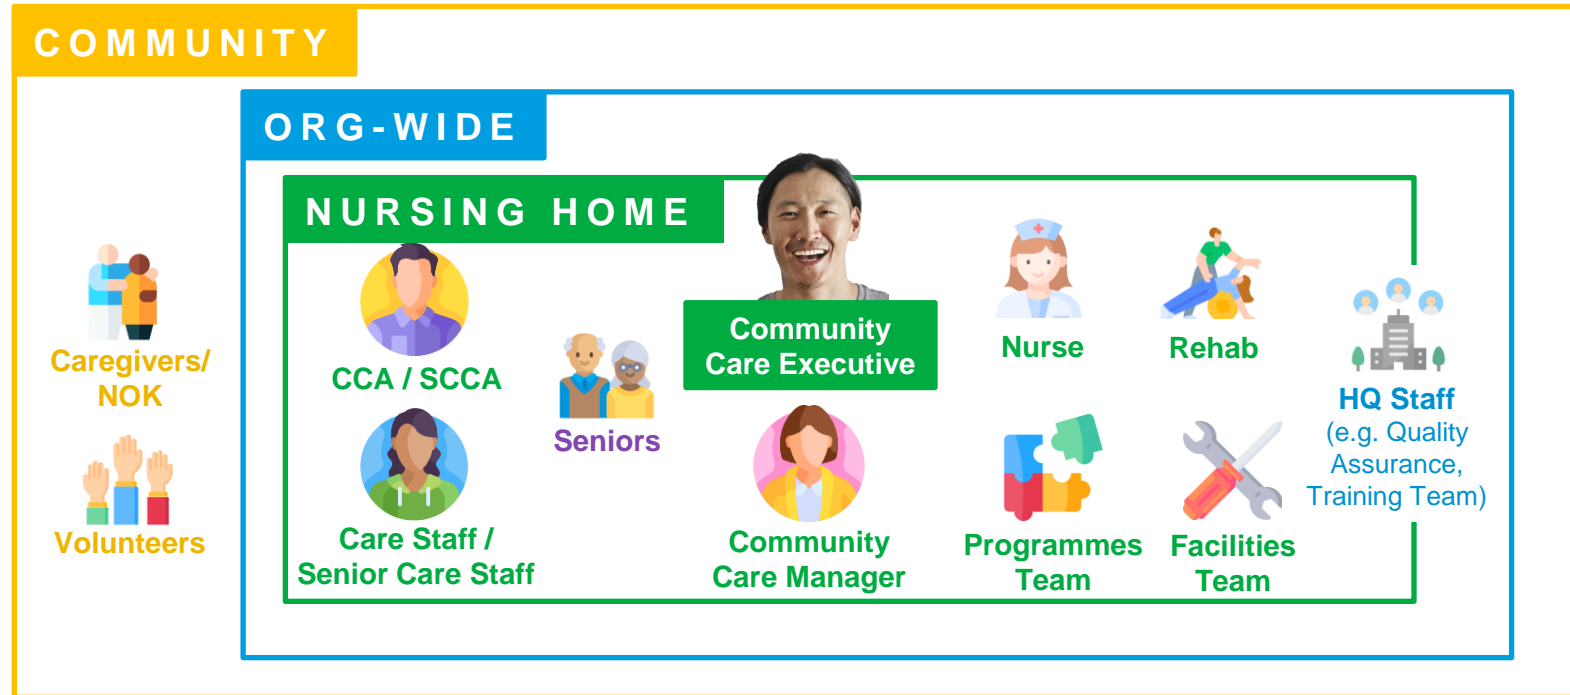 COMMUNITY
ORG-WIDE
NURSING HOME
Caregivers/
NOK
Volunteers
CCA / SCCA
Care Staff /
Senior Care Staff
Seniors
Community
Care Executive
Community
Care Manager
Nurse
Rehab
Programmes
Team
Facilities
Team
HQ Staff
(e.g. Quality
Assurance,
Training Team)